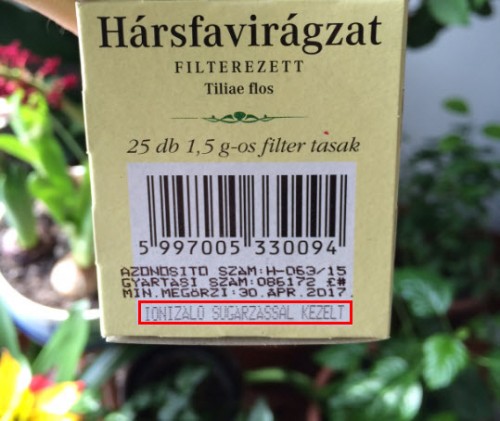 Hársfavirágzat
FILTEREZETT
Tiliae flos
25 db 1,5 g-os filter tasak
5 997005 330094
AZONOSITO SZAM:H-063/15
GYARTASI SZAM:086172 £#
MIN.MEGÖRZI:30.APR.2017.
IONIZALO SUGARZASSAL KEZELT